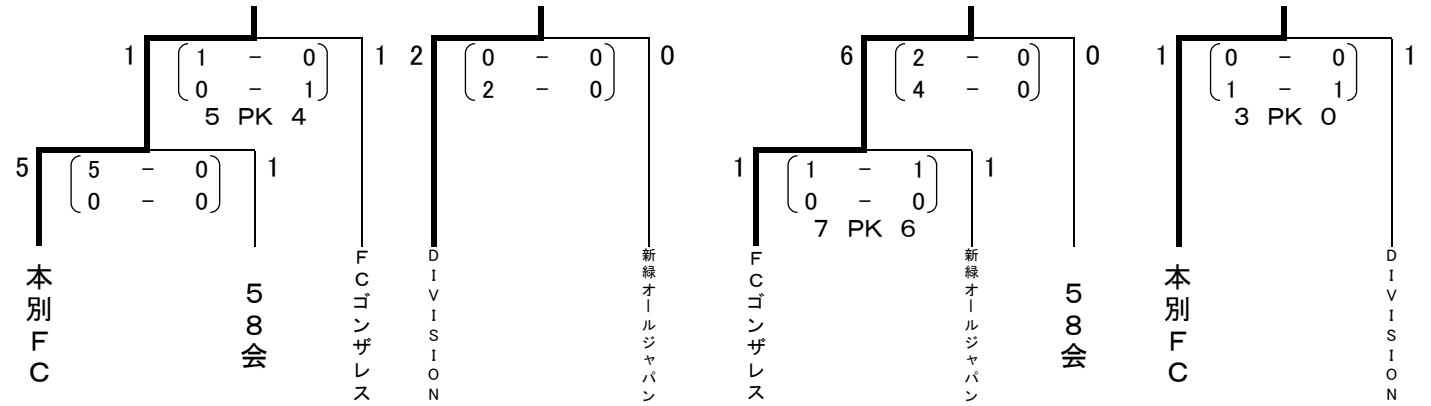 1 1 － 0 1 2 0 － 0 0 6 2 － 0 0 1 0 － 0 1
0 － 1 2 － 0 4 － 0 1 － 1
5 PK 4 3 PK 0
5 5 － 0 1 1 1 － 1 1
0 － 0 0 － 0
7 PK 6
本別FC
58会
FCゴンザレス
DIVISION
新緑オールジャパン
FCゴンザレス
新緑オールジャパン
58会
本別FC
DIVISION